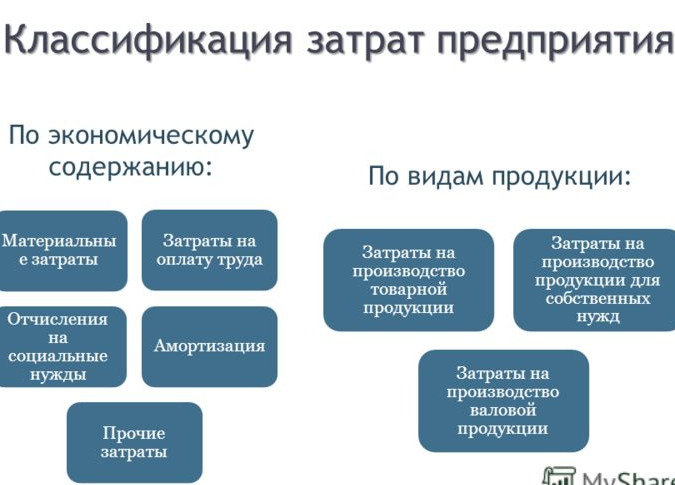 Классификация затрат предприятия
По экономическому
содержанию:
Материальны
е затраты
Затраты на
оплату труда
Отчисления
на
социальные
нужды
Амортизация
Прочие
затраты
По видам продукции:
Затраты на
производство
товарной
продукции
Затраты на
производство
продукции для
собственных
нужд
Затраты на
производство
валовой
продукции
MyShare